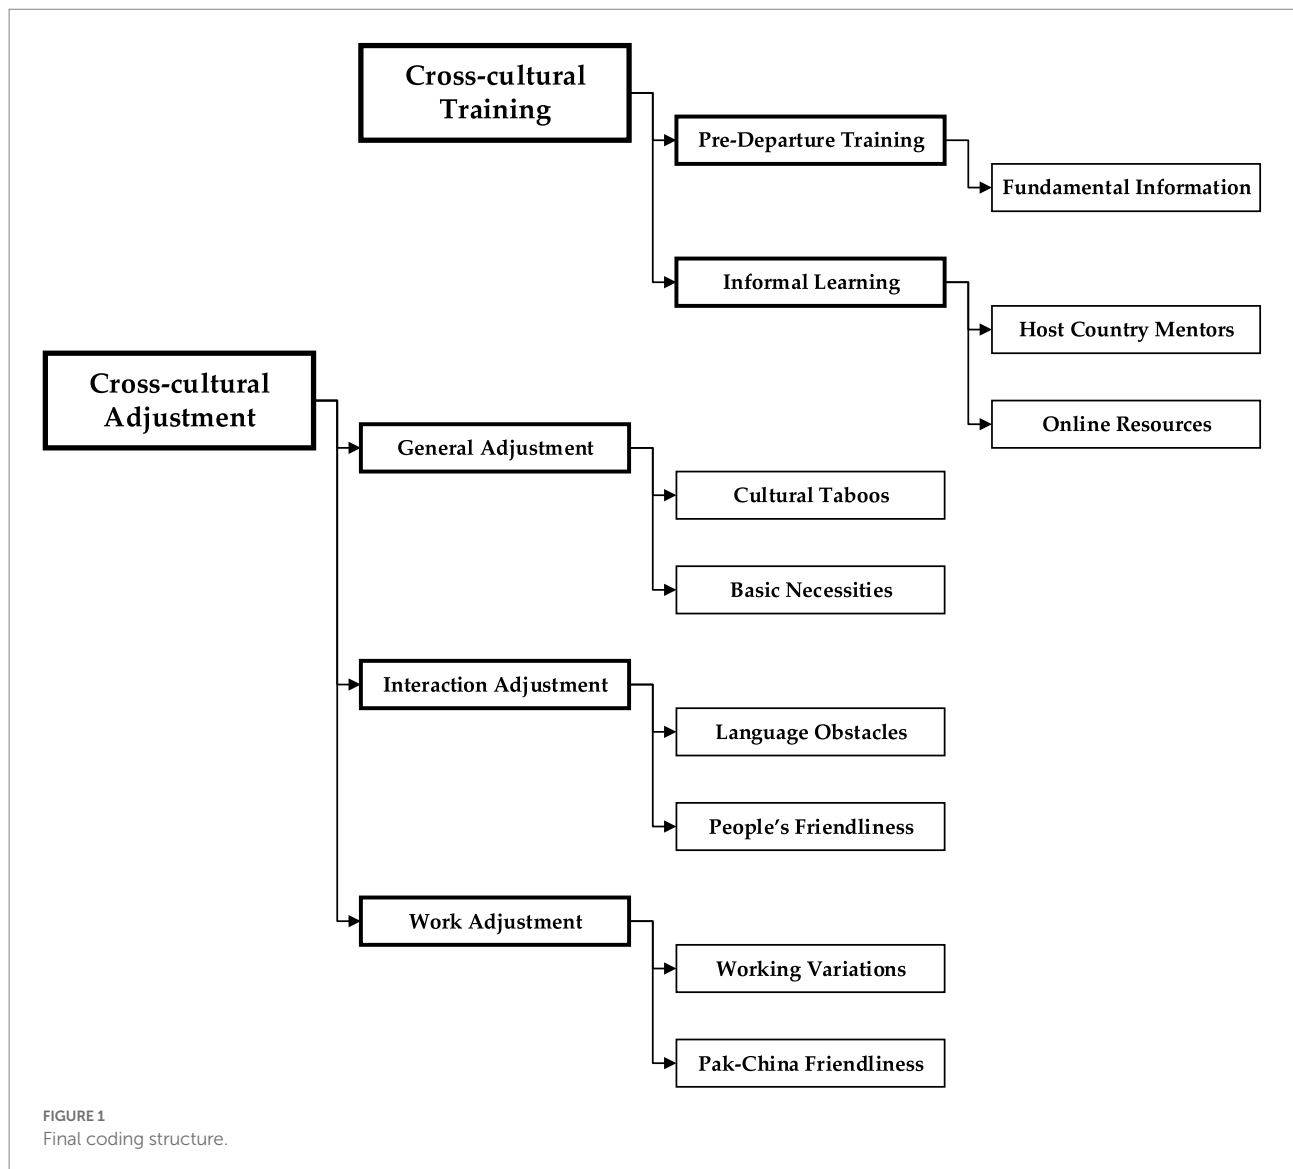 Cross-cultural
Training
Pre-Departure Training
Fundamental Information
Informal Learning
Host Country Mentors
Online Resources
Cross-cultural
Adjustment
General Adjustment
Cultural Taboos
Basic Necessities
Interaction Adjustment
Language Obstacles
People’s Friendliness
Work Adjustment
Working Variations
Pak-China Friendliness
FIGURE 1
Final coding structure.